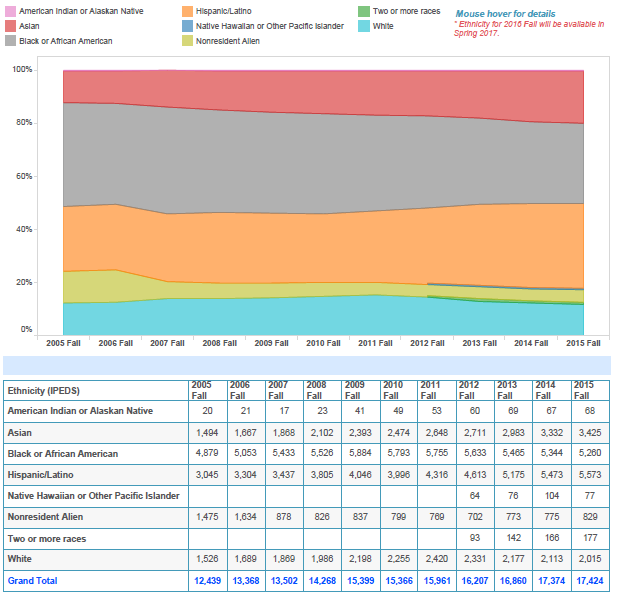 American Indian or Alaskan Native Hispanic/Latino Two or more races Mouse hover for details
Asian Native Hawaiian or Other Pacific Islander White * Ethnicity for 2016 Fall will be available in
Spring 2017.
Black or African American Nonresident Alien
100%
80%
60%
40%
20%
0%
2005 Fall 2006 Fall 2007 Fall 2008 Fall 2009 Fall 2010 Fall 2011 Fall 2012 Fall 2013 Fall 2014 Fall 2015 Fall
Ethnicity (IPEDS) 2005 Fall 2006 Fall 2007 Fall 2008 Fall 2009 Fall 2010 Fall 2011 Fall 2012 Fall 2013 Fall 2014 Fall 2015 Fall
American Indian or Alaskan Native 20 21 17 23 41 49 53 60 69 67 68
Asian 1,494 1,667 1,868 2,102 2,393 2,474 2,648 2,711 2,983 3,332 3,425
Black or African American 4,879 5,053 5,433 5,526 5,884 5,793 5,755 5,633 5,465 5,344 5,260
Hispanic/Latino 3,045 3,304 3,437 3,805 4,046 3,996 4,316 4,613 5,175 5,473 5,573
Native Hawaiian or Other Pacific Islander 64 76 104 77
Nonresident Alien 1,475 1,634 878 826 837 799 769 702 773 775 829
Two or more races 93 142 166 177
White 1,526 1,689 1,869 1,986 2,198 2,255 2,420 2,331 2,177 2,113 2,015
Grand Total 12,439 13,368 13,502 14,268 15,399 15,366 15,961 16,207 16,860 17,374 17,424